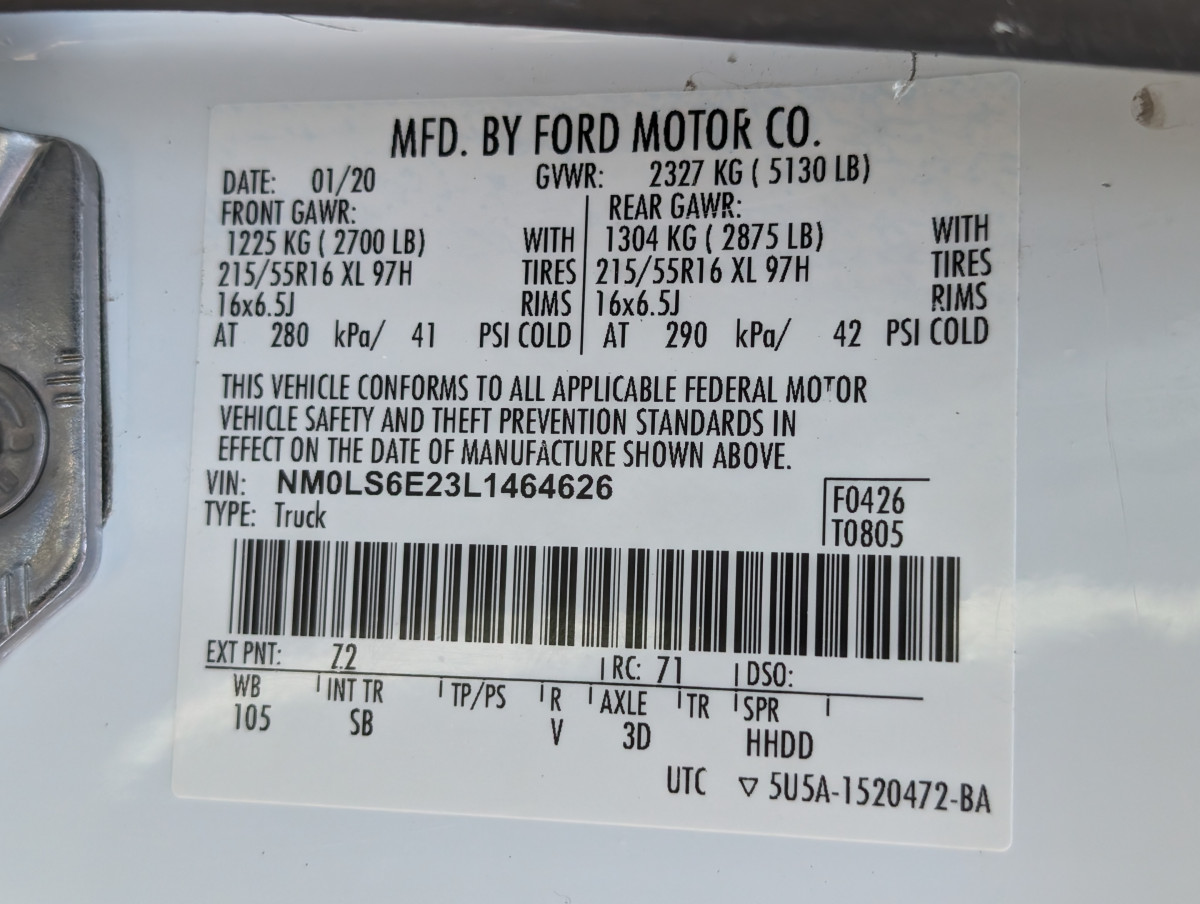 MFD. BY FORD MOTOR CO.
DATE: 01/20 GVWR: 2327 KG ( 5130 LB)
FRONT GAWR: REAR GAWR:
1225 KG ( 2700 LB) WITH 1304 KG ( 2875 LB) WITH
215/55R16 XL 97H TIRES 215/55R16 XL 97H TIRES
16x6.5J RIMS 16x6.5J RIMS
AT 280 kPa/ 41 PSI COLD AT 290 kPa/ 42 PSI COLD
THIS VEHICLE CONFORMS TO ALL APPLICABLE FEDERAL MOTOR
VEHICLE SAFETY AND THEFT PREVENTION STANDARDS IN
EFFECT ON THE DATE OF MANUFACTURE SHOWN ABOVE.
VIN: NM0LS6E23L1464626 F0426
TYPE: Truck T0805
EXT PNT: Z2 RC: 71 DSO:
WB INT TR TP/PS R AXLE TR SPR
105 SB V 3D HHDD
UTC ▽ 5U5A-1520472-BA